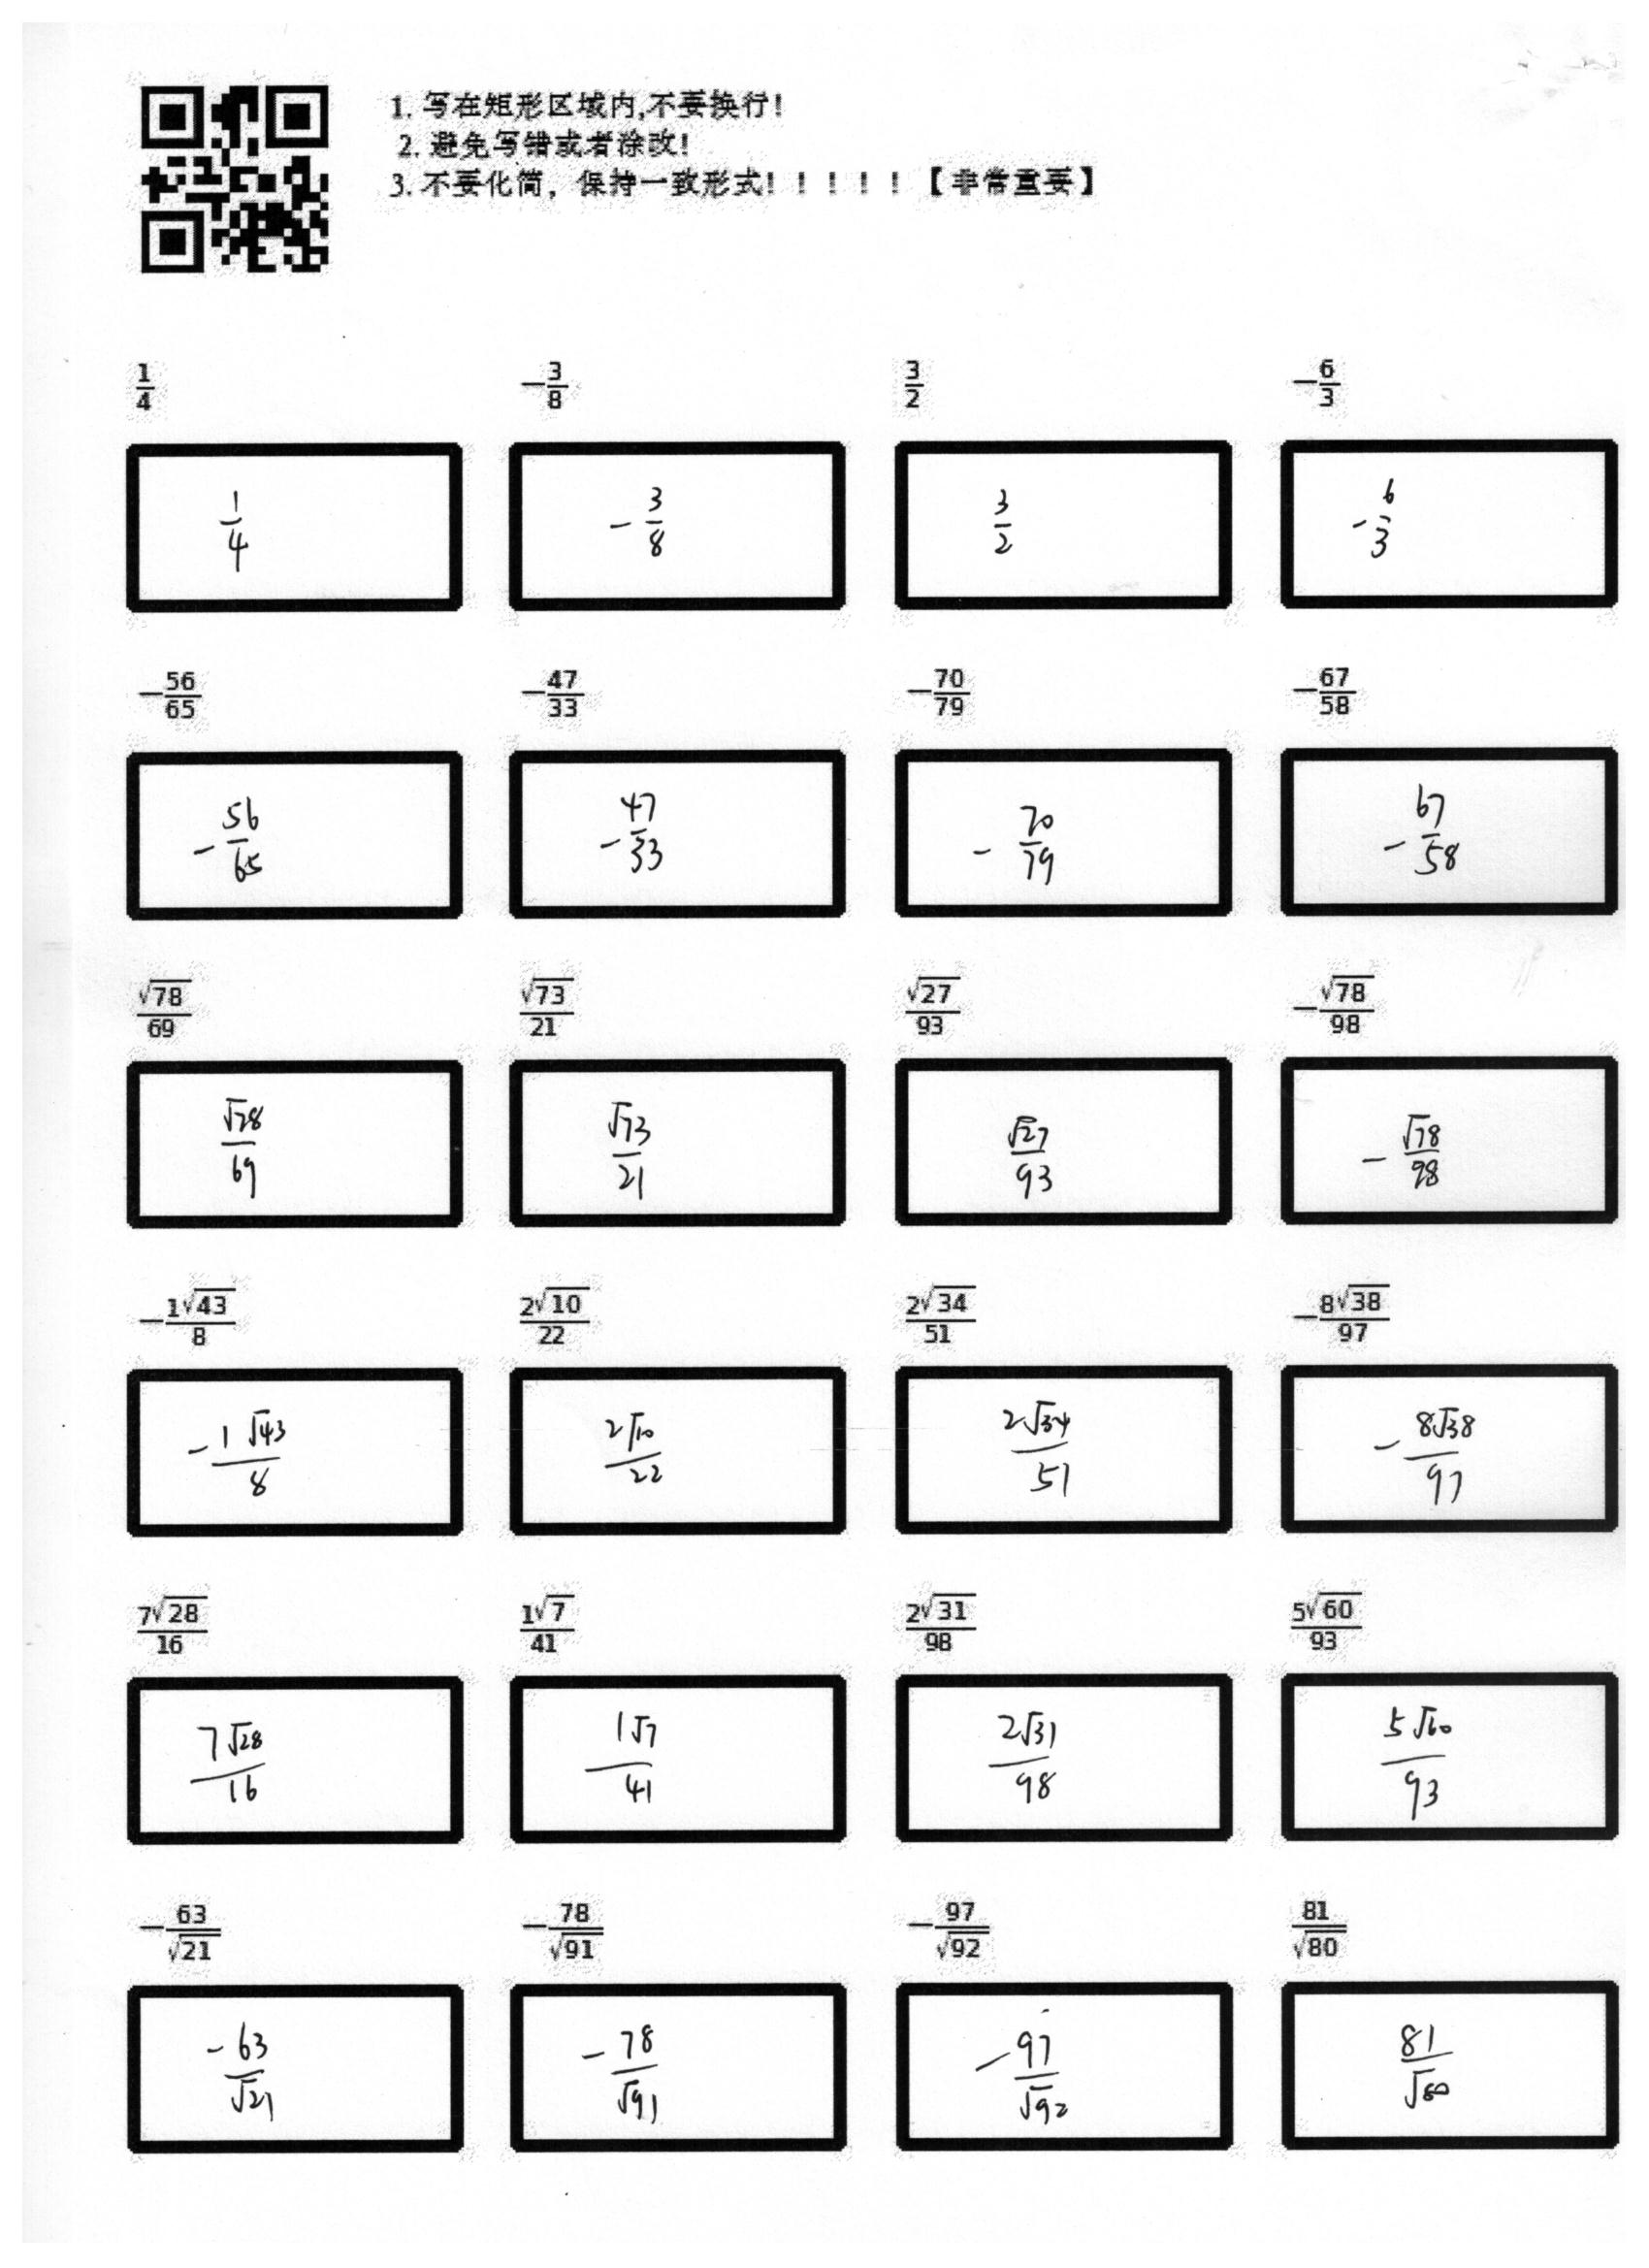 1. 写在矩形区域内,不要换行!
2. 避免写错或者涂改!
3. 不要化简，保持一致形式！！！！！【非常重要】
\frac{1}{4} -\frac{3}{8} \frac{3}{2} -\frac{6}{3}
\frac{1}{4} -\frac{3}{8} \frac{3}{2} -\frac{6}{3}
-\frac{56}{65} -\frac{47}{33} -\frac{70}{79} -\frac{67}{58}
-\frac{56}{65} -\frac{47}{33} -\frac{70}{79} -\frac{67}{58}
\frac{\sqrt{78}}{69} \frac{\sqrt{73}}{21} \frac{\sqrt{27}}{93} -\frac{\sqrt{78}}{98}
\frac{\sqrt{78}}{69} \frac{\sqrt{73}}{21} \frac{\sqrt{27}}{93} -\frac{\sqrt{78}}{98}
-\frac{1\sqrt{43}}{8} \frac{2\sqrt{10}}{22} \frac{2\sqrt{34}}{51} -\frac{8\sqrt{38}}{97}
-\frac{1\sqrt{43}}{8} \frac{2\sqrt{10}}{22} \frac{2\sqrt{34}}{51} -\frac{8\sqrt{38}}{97}
\frac{7\sqrt{28}}{16} \frac{1\sqrt{7}}{41} \frac{2\sqrt{31}}{98} \frac{5\sqrt{60}}{93}
\frac{7\sqrt{28}}{16} \frac{1\sqrt{7}}{41} \frac{2\sqrt{31}}{98} \frac{5\sqrt{60}}{93}
-\frac{63}{\sqrt{21}} -\frac{78}{\sqrt{91}} -\frac{97}{\sqrt{92}} \frac{81}{\sqrt{80}}
-\frac{63}{\sqrt{21}} -\frac{78}{\sqrt{91}} -\frac{97}{\sqrt{92}} \frac{81}{\sqrt{80}}